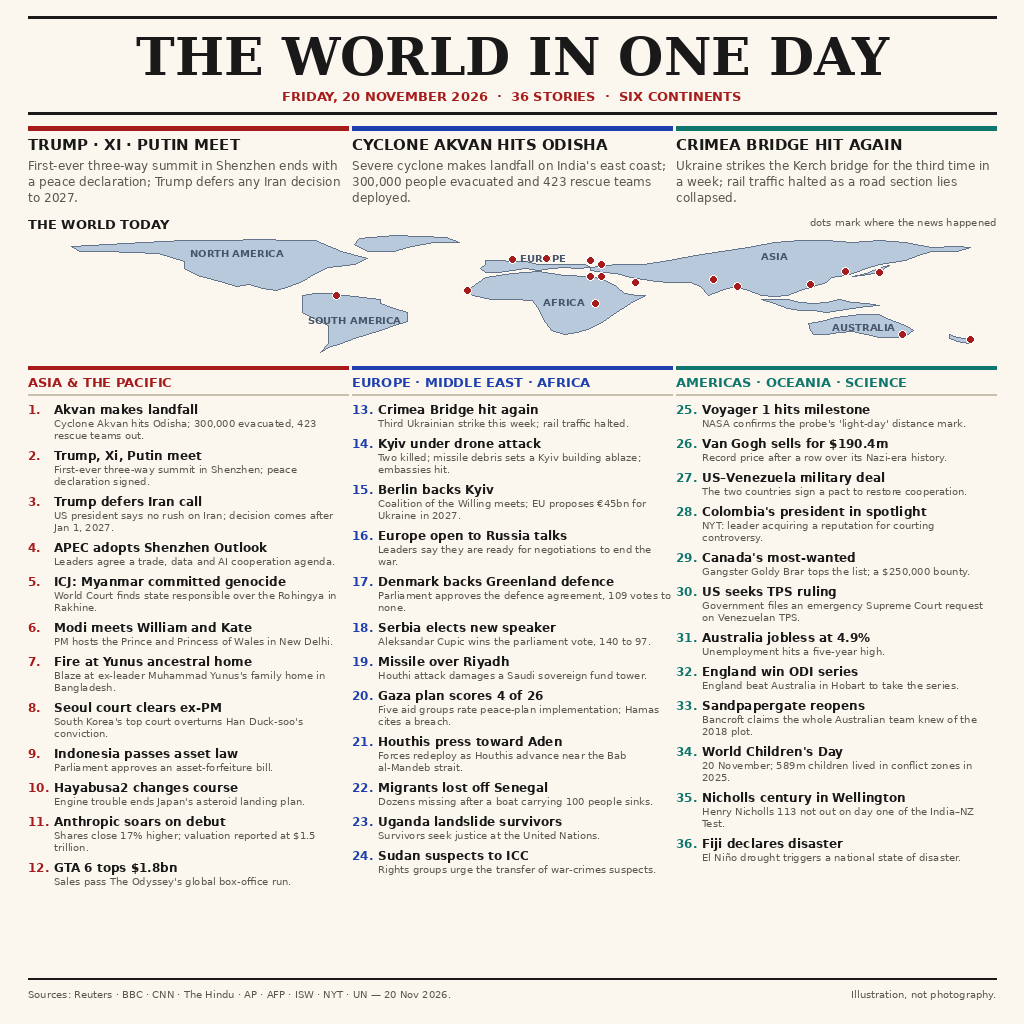 THE WORLD IN ONE DAY
FRIDAY, 20 NOVEMBER 2026 · 36 STORIES · SIX CONTINENTS
TRUMP · XI · PUTIN MEET
First-ever three-way summit in Shenzhen ends with
a peace declaration; Trump defers any Iran decision
to 2027.
CYCLONE AKVAN HITS ODISHA
Severe cyclone makes landfall on India's east coast;
300,000 people evacuated and 423 rescue teams
deployed.
CRIMEA BRIDGE HIT AGAIN
Ukraine strikes the Kerch bridge for the third time in
a week; rail traffic halted as a road section lies
collapsed.
THE WORLD TODAY
dots mark where the news happened
NORTH AMERICA
EUROPE
ASIA
AFRICA
SOUTH AMERICA
AUSTRALIA
ASIA & THE PACIFIC
1. Akvan makes landfall
Cyclone Akvan hits Odisha; 300,000 evacuated, 423
rescue teams out.
2. Trump, Xi, Putin meet
First-ever three-way summit in Shenzhen; peace
declaration signed.
3. Trump defers Iran call
US president says no rush on Iran; decision comes after
Jan 1, 2027.
4. APEC adopts Shenzhen Outlook
Leaders agree a trade, data and AI cooperation agenda.
5. ICJ: Myanmar committed genocide
World Court finds state responsible over the Rohingya in
Rakhine.
6. Modi meets William and Kate
PM hosts the Prince and Princess of Wales in New Delhi.
7. Fire at Yunus ancestral home
Blaze at ex-leader Muhammad Yunus's family home in
Bangladesh.
8. Seoul court clears ex-PM
South Korea's top court overturns Han Duck-soo's
conviction.
9. Indonesia passes asset law
Parliament approves an asset-forfeiture bill.
10. Hayabusa2 changes course
Engine trouble ends Japan's asteroid landing plan.
11. Anthropic soars on debut
Shares close 17% higher; valuation reported at $1.5
trillion.
12. GTA 6 tops $1.8bn
Sales pass The Odyssey's global box-office run.
EUROPE · MIDDLE EAST · AFRICA
13. Crimea Bridge hit again
Third Ukrainian strike this week; rail traffic halted.
14. Kyiv under drone attack
Two killed; missile debris sets a Kyiv building ablaze;
embassies hit.
15. Berlin backs Kyiv
Coalition of the Willing meets; EU proposes €45bn for
Ukraine in 2027.
16. Europe open to Russia talks
Leaders say they are ready for negotiations to end the
war.
17. Denmark backs Greenland defence
Parliament approves the defence agreement, 109 votes to
none.
18. Serbia elects new speaker
Aleksandar Cupic wins the parliament vote, 140 to 97.
19. Missile over Riyadh
Houthi attack damages a Saudi sovereign fund tower.
20. Gaza plan scores 4 of 26
Five aid groups rate peace-plan implementation; Hamas
cites a breach.
21. Houthis press toward Aden
Forces redeploy as Houthis advance near the Bab
al-Mandeb strait.
22. Migrants lost off Senegal
Dozens missing after a boat carrying 100 people sinks.
23. Uganda landslide survivors
Survivors seek justice at the United Nations.
24. Sudan suspects to ICC
Rights groups urge the transfer of war-crimes suspects.
AMERICAS · OCEANIA · SCIENCE
25. Voyager 1 hits milestone
NASA confirms the probe's 'light-day' distance mark.
26. Van Gogh sells for $190.4m
Record price after a row over its Nazi-era history.
27. US–Venezuela military deal
The two countries sign a pact to restore cooperation.
28. Colombia's president in spotlight
NYT: leader acquiring a reputation for courting
controversy.
29. Canada's most-wanted
Gangster Goldy Brar tops the list; a $250,000 bounty.
30. US seeks TPS ruling
Government files an emergency Supreme Court request
on Venezuelan TPS.
31. Australia jobless at 4.9%
Unemployment hits a five-year high.
32. England win ODI series
England beat Australia in Hobart to take the series.
33. Sandpapergate reopens
Bancroft claims the whole Australian team knew of the
2018 plot.
34. World Children's Day
20 November; 589m children lived in conflict zones in
2025.
35. Nicholls century in Wellington
Henry Nicholls 113 not out on day one of the India–NZ
Test.
36. Fiji declares disaster
El Niño drought triggers a national state of disaster.
Sources: Reuters · BBC · CNN · The Hindu · AP · AFP · ISW · NYT · UN — 20 Nov 2026.
Illustration, not photography.